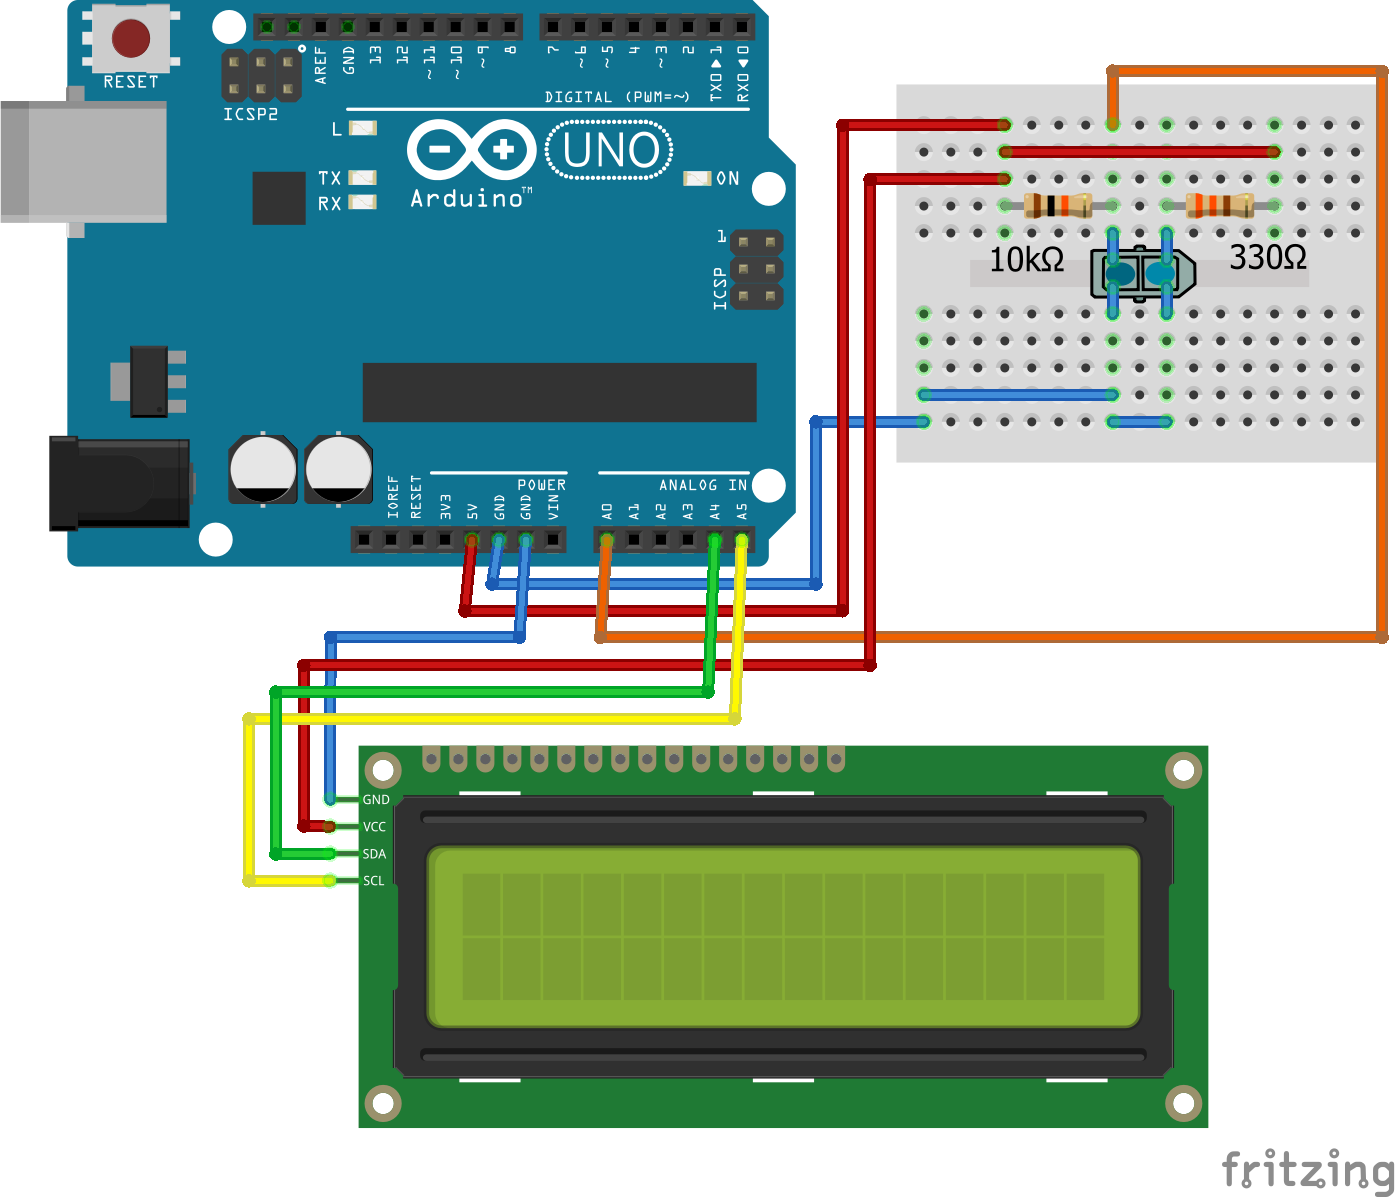 RESET
ICSP2
AREF
GND
13
12
~11
~10
~9
8
7
~6
~5
4
~3
2
TX0▶1
RX0◀0
DIGITAL (PWM=~)
L
TX
RX
UNO
Arduino™
ON
1
ICSP
10kΩ
330Ω
IOREF
RESET
3V3
5V
GND
GND
VIN
POWER
ANALOG IN
A0
A1
A2
A3
A4
A5
GND
VCC
SDA
SCL
fritzing